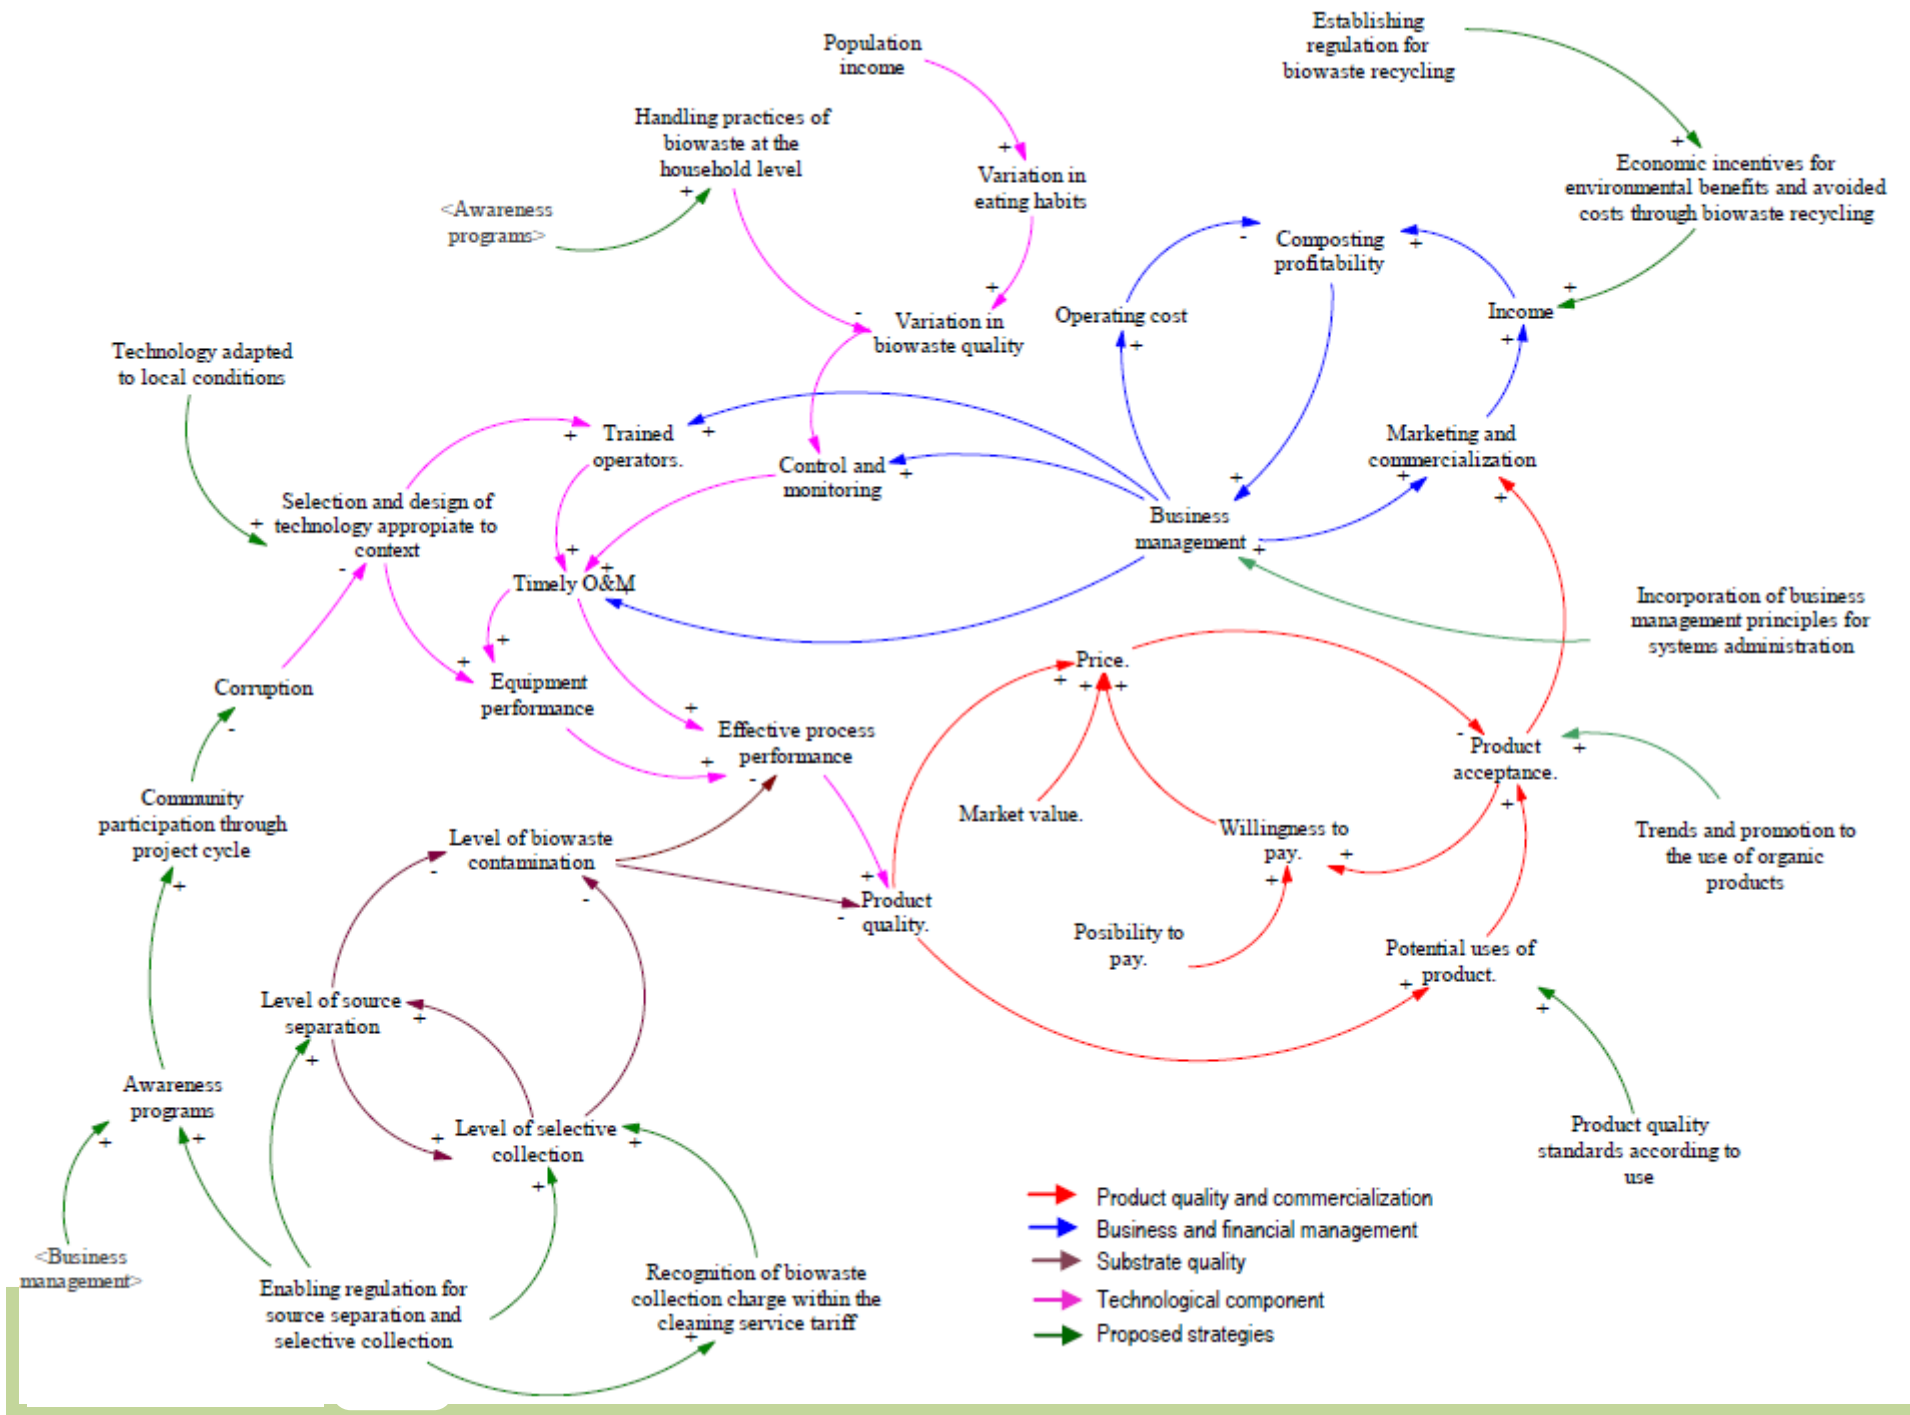 Establishing
regulation for
biowaste recycling
Population
income
Handling practices of
biowaste at the
household level
+
<Awareness
programs>
+
Variation in
eating habits
+
Economic incentives for
environmental benefits and avoided
costs through biowaste recycling
-
Composting
profitability
+
+
Operating cost
+
+
Income
+
-
Variation in
biowaste quality
Technology adapted
to local conditions
+
Trained
operators.
+
Marketing and
commercialization
+
+
Control and
monitoring
+
+
Selection and design of
technology appropiate to
context
+
-
Business
management
+
+
+
Timely O&M
+
Incorporation of business
management principles for
systems administration
+
+
Equipment
performance
Price.
+
+
+
Corruption
-
+
Effective process
performance
+
-
-
Product
acceptance.
+
+
Community
participation through
project cycle
+
Market value.
Willingness to
pay.
+
+
Trends and promotion to
the use of organic
products
Level of biowaste
contamination
-
-
+
Product
quality.
-
Posibility to
pay.
Potential uses of
product.
+
+
Level of source
separation
+
+
Awareness
programs
+
+
Level of selective
collection
+
+
+
Product quality
standards according to
use
<Business
management>
Enabling regulation for
source separation and
selective collection
Recognition of biowaste
collection charge within the
cleaning service tariff
+
Product quality and commercialization
Business and financial management
Substrate quality
Technological component
Proposed strategies